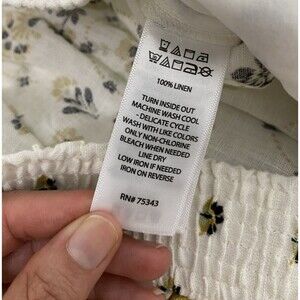 100% LINEN
TURN INSIDE OUT
MACHINE WASH COOL
- DELICATE CYCLE
WASH WITH LIKE COLORS
ONLY NON-CHLORINE
BLEACH WHEN NEEDED
LINE DRY
LOW IRON IF NEEDED
IRON ON REVERSE
RN# 75343